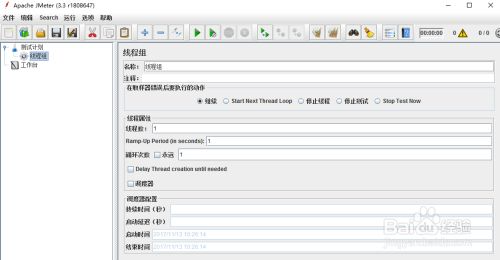 Apache JMeter (3.3 r1808647)
文件 编辑 Search 运行 选项 帮助
00:00:00 0 0 / 0
测试计划
线程组
工作台
线程组
名称： 线程组
注释：
在取样器错误后要执行的动作
继续 Start Next Thread Loop 停止线程 停止测试 Stop Test Now
线程属性
线程数： 1
Ramp-Up Period (in seconds): 1
循环次数 永远 1
Delay Thread creation until needed
调度器
调度器配置
持续时间（秒）
启动延迟（秒）
启动时间 2017/11/13 10:26:14
结束时间 2017/11/13 10:26:14
Baidu 经验